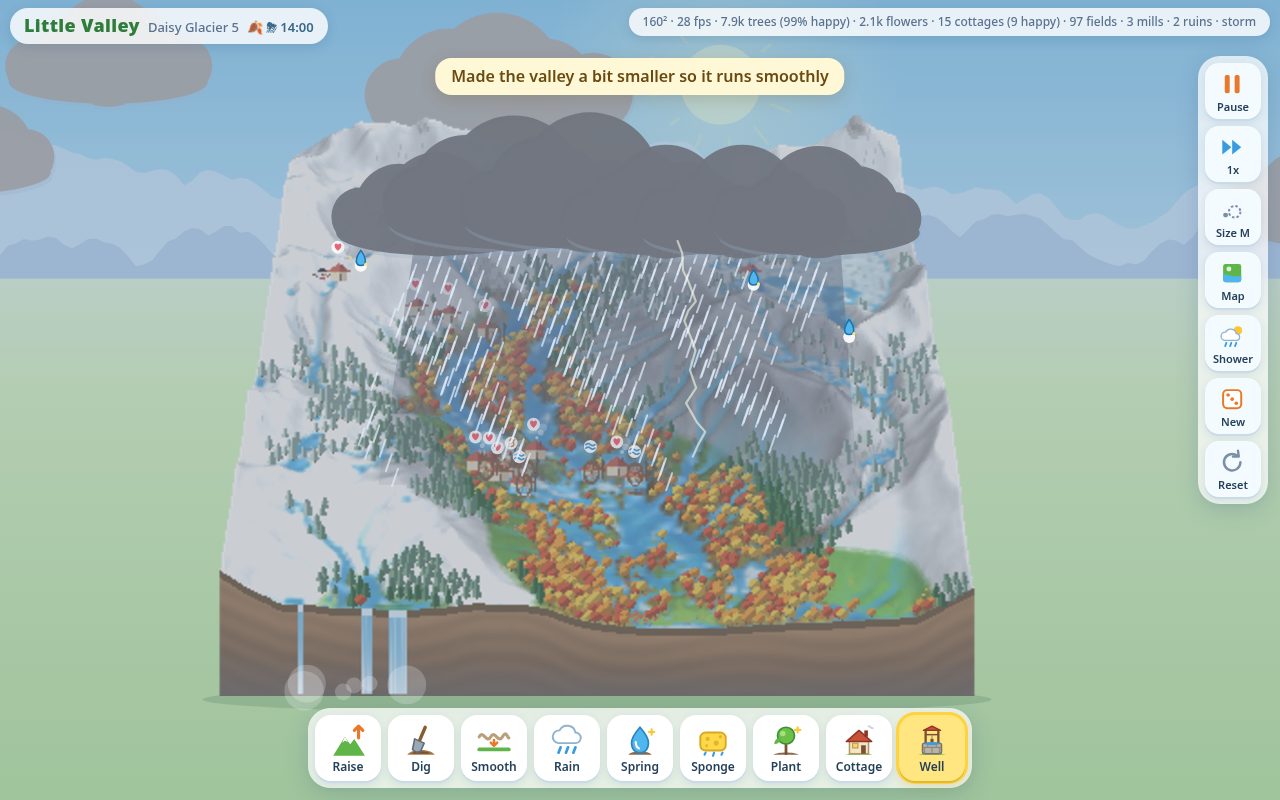 Little Valley Daisy Glacier 5 14:00
160² · 28 fps · 7.9k trees (99% happy) · 2.1k flowers · 15 cottages (9 happy) · 97 fields · 3 mills · 2 ruins · storm
Made the valley a bit smaller so it runs smoothly
Pause
1x
Size M
Map
Shower
New
Reset
Raise
Dig
Smooth
Rain
Spring
Sponge
Plant
Cottage
Well